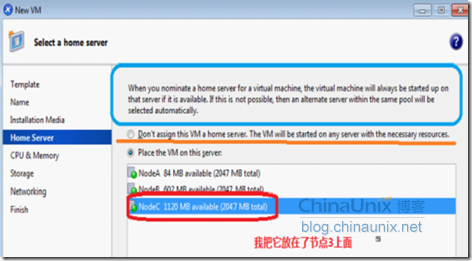 New VM
Select a home server
?
Template
Name
Installation Media
Home Server
CPU & Memory
Storage
Networking
Finish
When you nominate a home server for a virtual machine, the virtual machine will always be started up on
that server if it is available. If this is not possible, then an alternate server within the same pool will be
selected automatically.
Don't assign this VM a home server. The VM will be started on any server with the necessary resources.
Place the VM on this server:
NodeA 84 MB available (2047 MB total)
NodeB 602 MB available (2047 MB total)
NodeC 1120 MB available (2047 MB total)
ChinaUnix 博客
blog.chinaunix.net
我把它放在了节点3上面